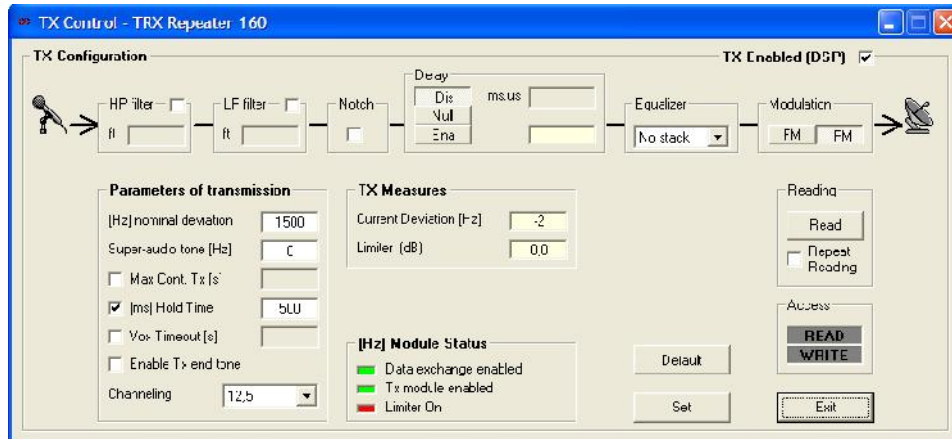 TX Control - TRX Repeater 160
TX Configuration
TX Enabled (DSP)
HP filter
LF filter
Notch
Delay
Dis
Nul
Ena
ms.us
Equalizer
No stack
Modulation
FM FM
ft
ft
Parameters of transmission
[Hz] nominal deviation 1500
Super-audio tone [Hz] 0
Max Cont. Tx [s]
[ms] Hold Time 500
Vox Timeout [s]
Enable Tx end tone
Channeling 12,5
TX Measures
Current Deviation [Hz] -2
Limiter (dB) 0,0
[Hz] Module Status
Data exchange enabled
Tx module enabled
Limiter On
Default
Set
Reading
Read
Repeat
Reading
Access
READ
WRITE
Exit